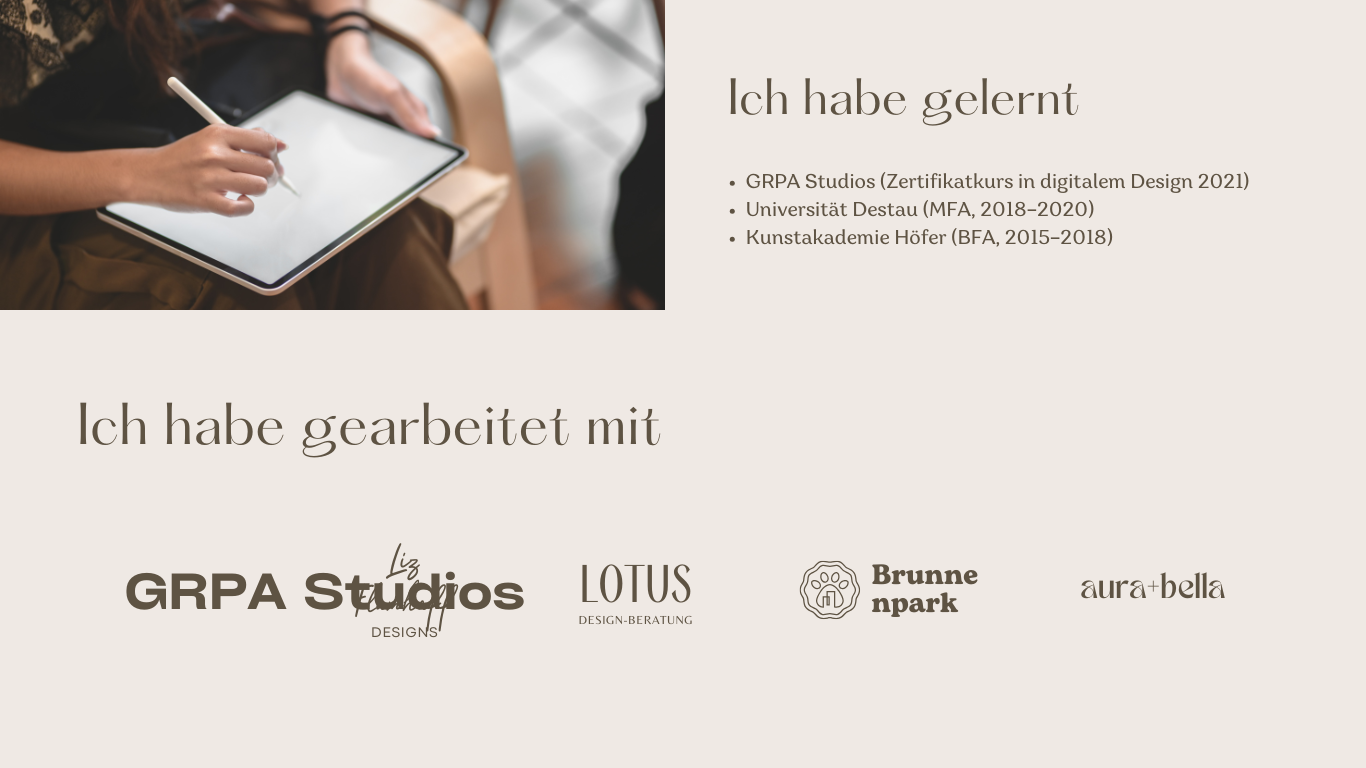 Ich habe gelernt
GRPA Studios (Zertifikatkurs in digitalem Design 2021)
Universität Destau (MFA, 2018–2020)
Kunstakademie Höfer (BFA, 2015–2018)
Ich habe gearbeitet mit
GRPA Studios
Liz
DESIGNS
LOTUS
DESIGN-BERATUNG
Brunne
npark
aura+bella